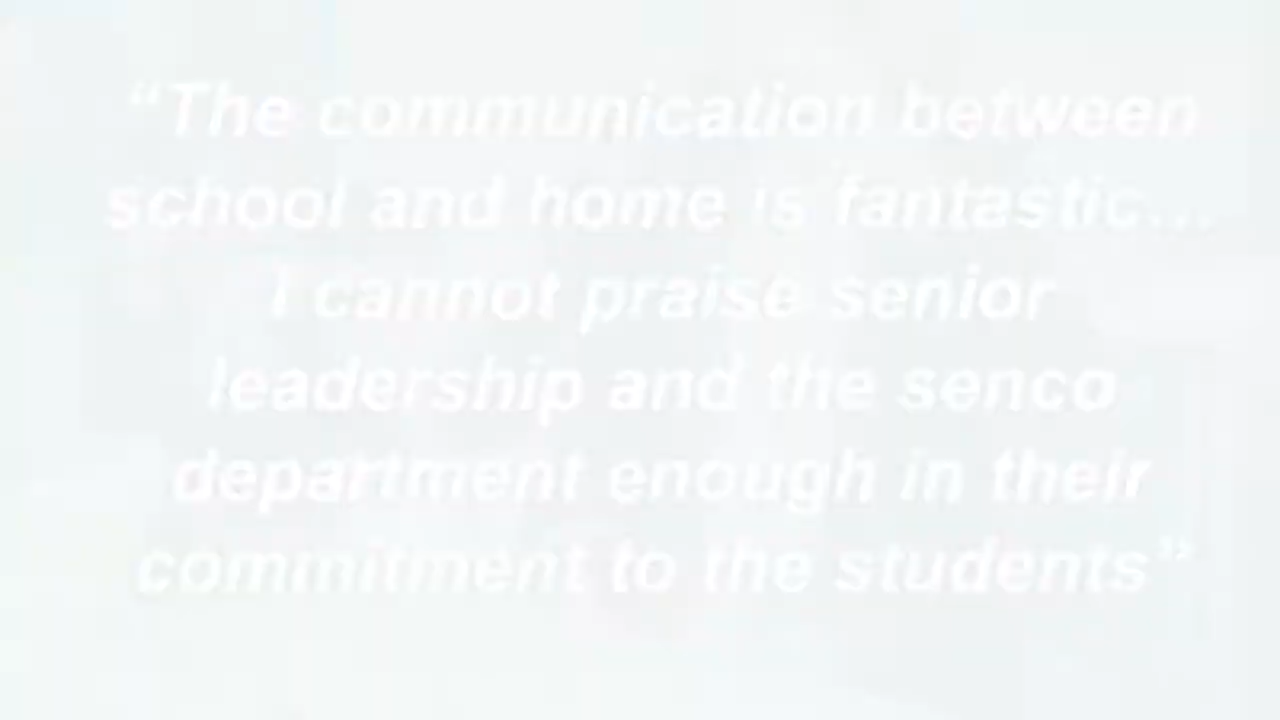 “The communication between
school and home is fantastic...
I cannot praise senior
leadership and the senco
department enough in their
commitment to the students”